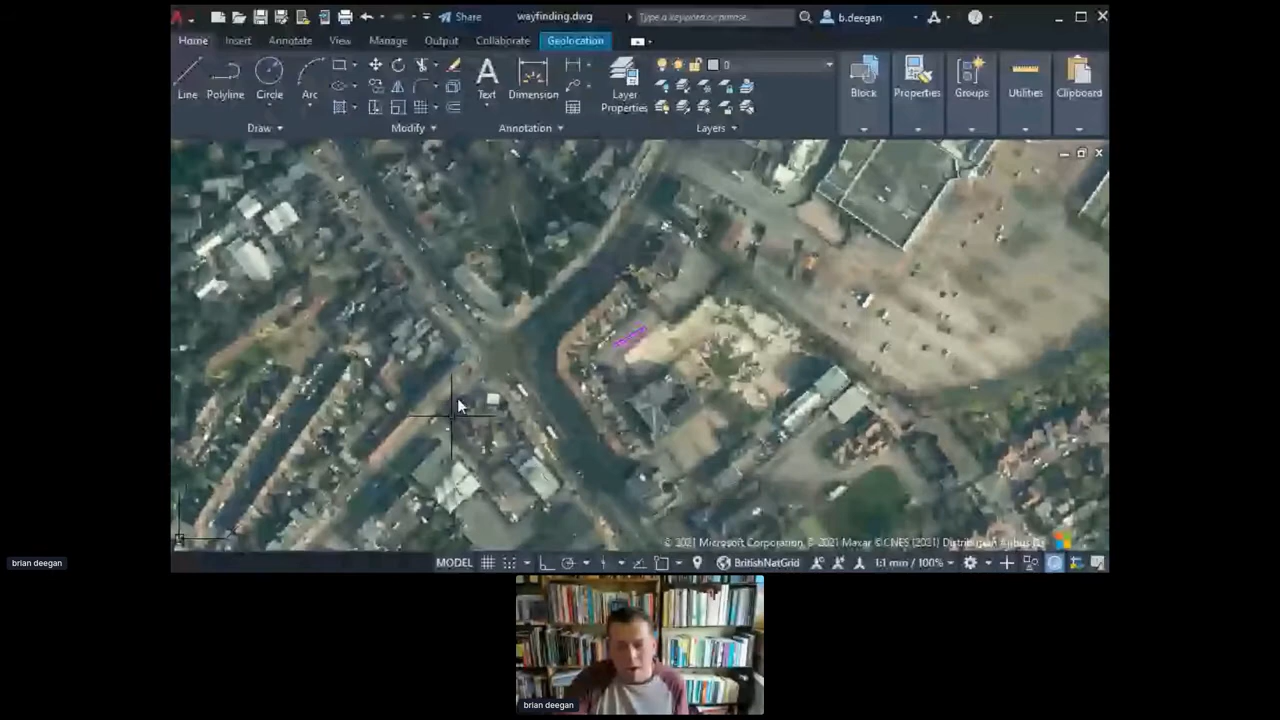 Share
wayfinding.dwg
Type a keyword or phrase
b.deegan
Home
Insert
Annotate
View
Manage
Output
Collaborate
Geolocation
0
Line
Polyline
Circle
Arc
Text
Dimension
Layer
Properties
Block
Properties
Groups
Utilities
Clipboard
Draw
Modify
Annotation
Layers
© 2021 Microsoft Corporation © 2021 Maxar ©CNES (2021) Distribution Airbus
MODEL
BritishNatGrid
1:1 mm / 100%
brian deegan
brian deegan